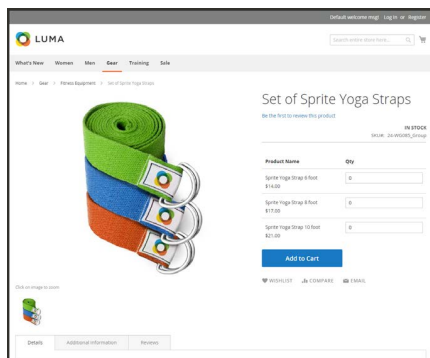 Default welcome msg! Log In or Register
LUMA
Search entire store here...
What's New Women Men Gear Training Sale
Home > Gear > Fitness Equipment > Set of Sprite Yoga Straps
Set of Sprite Yoga Straps
Be the first to review this product
IN STOCK
SKU#: 24-WG085_Group
Product Name Qty
Sprite Yoga Strap 6 foot 0
$14.00
Sprite Yoga Strap 8 foot 0
$17.00
Sprite Yoga Strap 10 foot 0
$21.00
Add to Cart
WISHLIST COMPARE EMAIL
Click on image to zoom
Details Additional Information Reviews